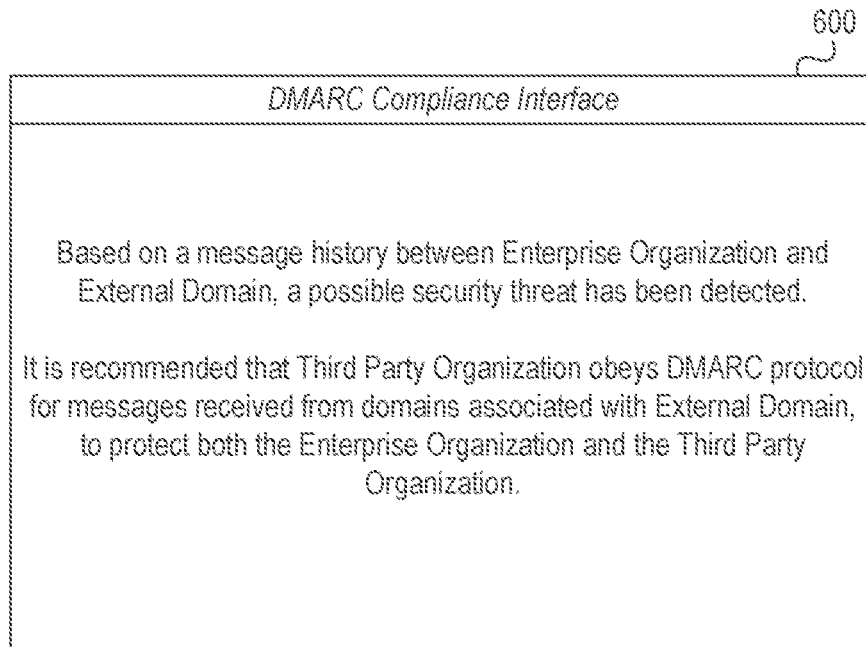 600
DMARC Compliance Interface
Based on a message history between Enterprise Organization and
External Domain, a possible security threat has been detected.
It is recommended that Third Party Organization obeys DMARC protocol
for messages received from domains associated with External Domain,
to protect both the Enterprise Organization and the Third Party
Organization.